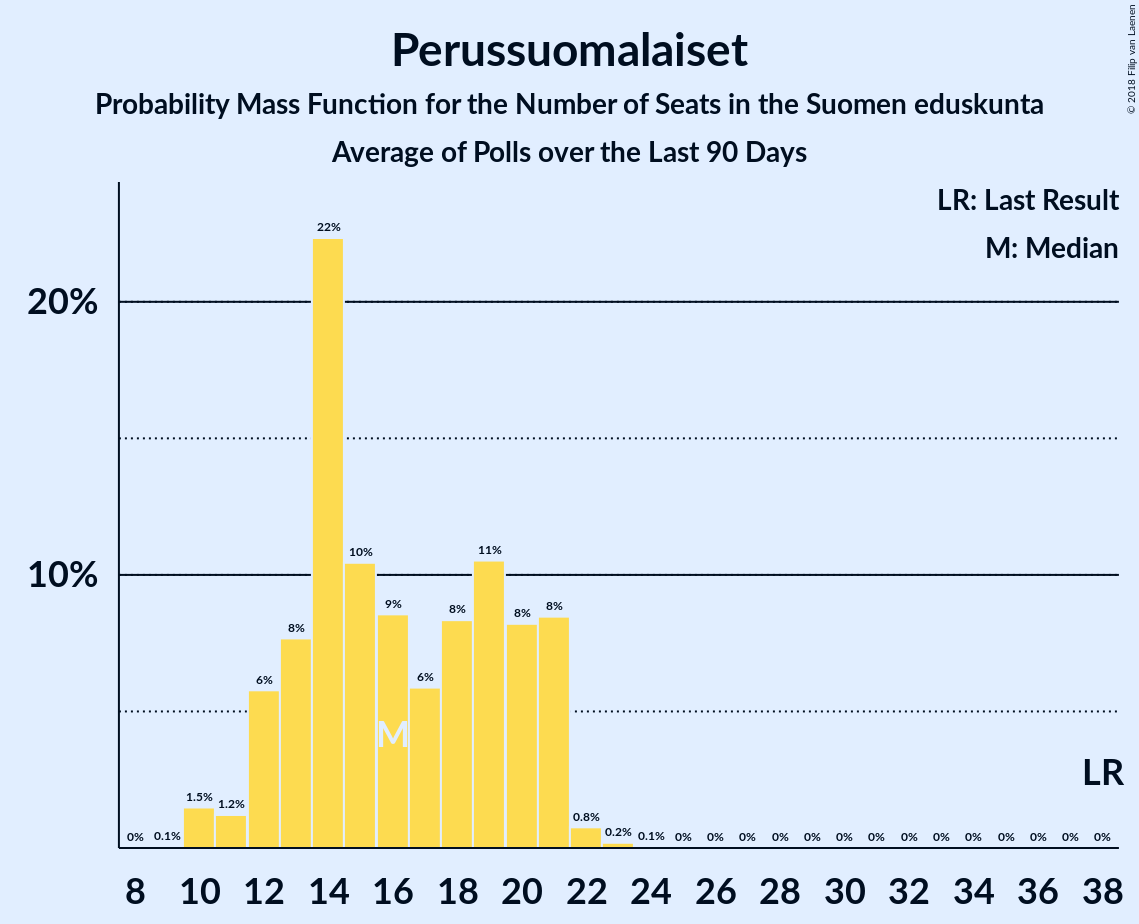 Perussuomalaiset
Probability Mass Function for the Number of Seats in the Suomen eduskunta
Average of Polls over the Last 90 Days
© 2018 Filip van Laenen
LR: Last Result
M: Median
20%
10%
0% 0.1% 1.5% 1.2% 6% 8% 22% 10% 9% 6% 8% 11% 8% 8% 0.8% 0.2% 0.1% 0% 0% 0% 0% 0% 0% 0% 0% 0% 0% 0% 0% 0% 0%
M
LR
8 10 12 14 16 18 20 22 24 26 28 30 32 34 36 38